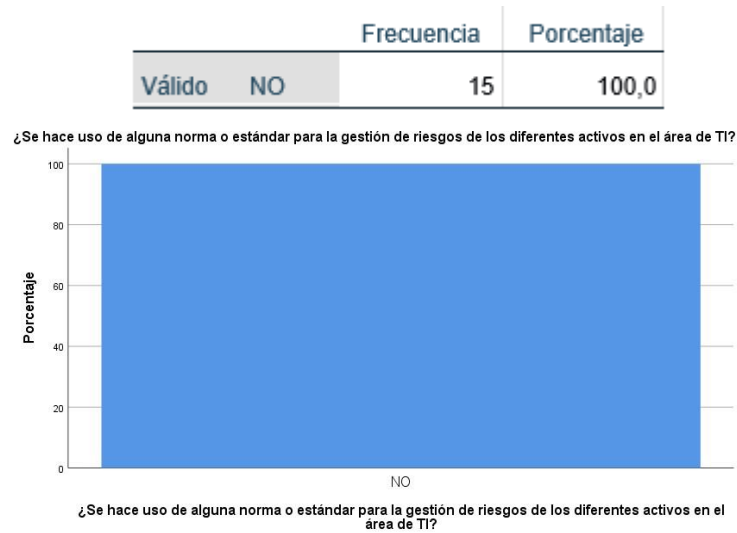 Frecuencia Porcentaje
Válido NO 15 100,0
¿Se hace uso de alguna norma o estándar para la gestión de riesgos de los diferentes activos en el área de TI?
100
80
60
40
20
0
Porcentaje
NO
¿Se hace uso de alguna norma o estándar para la gestión de riesgos de los diferentes activos en el
área de TI?